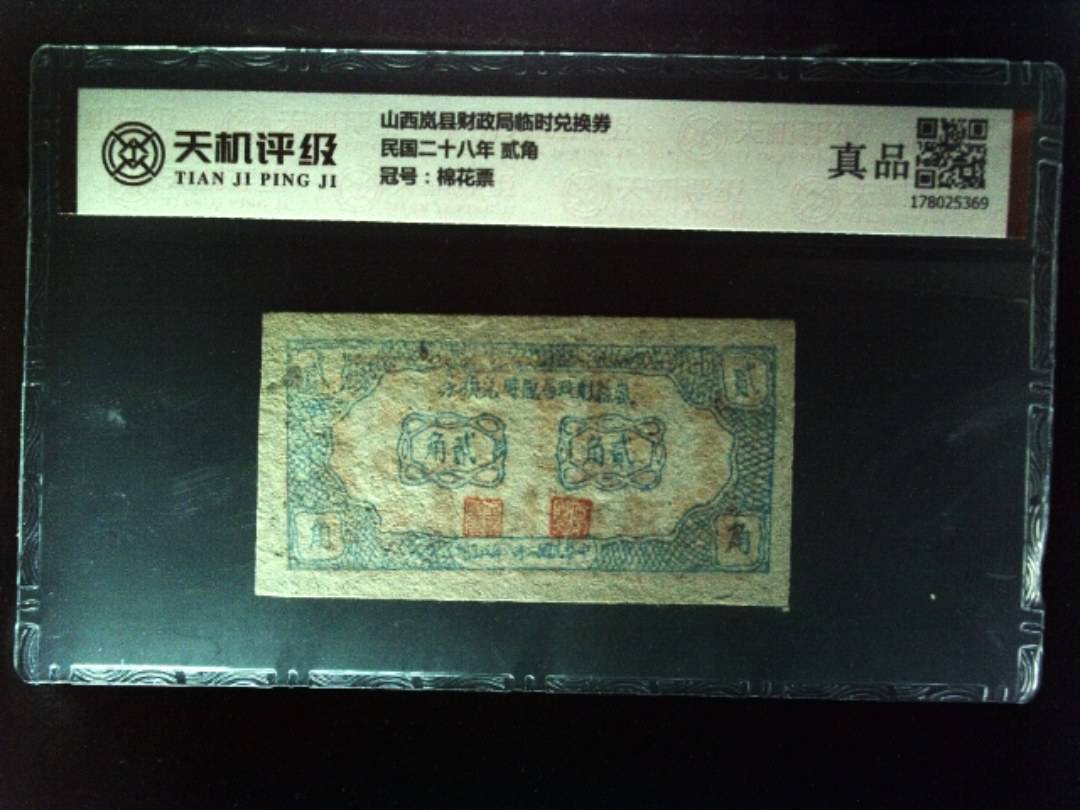 天机评级
TIAN JI PING JI
山西岚县财政局临时兑换券
民国二十八年 贰角
冠号：棉花票
真品
178025369
贰
贰
角贰
角贰
角
角